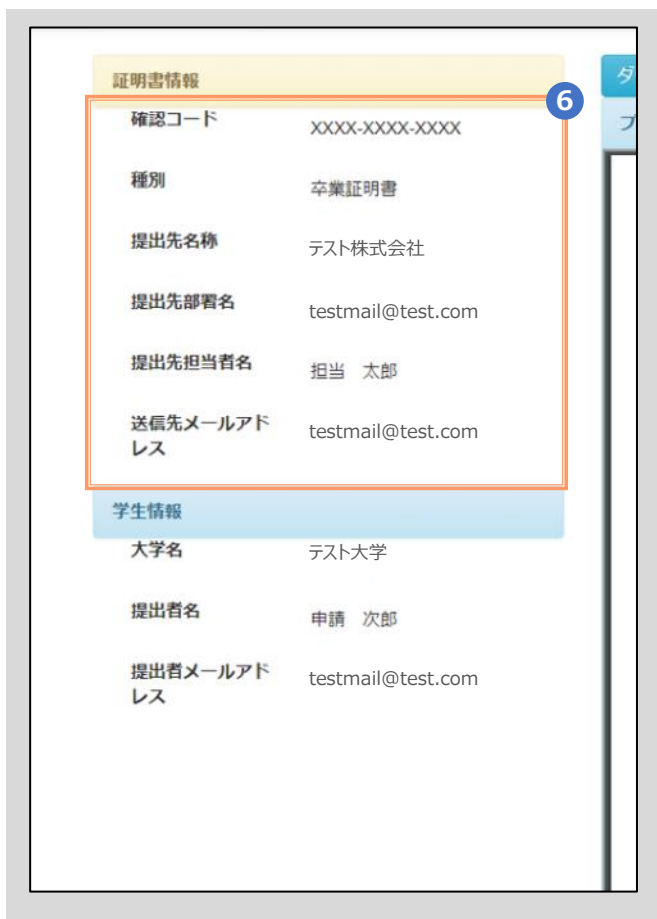 証明書情報
ダ
6
確認コード XXXX-XXXX-XXXX
プ
種別 卒業証明書
提出先名称 テスト株式会社
提出先部署名 testmail@test.com
提出先担当者名 担当　太郎
送信先メールアド testmail@test.com
レス
学生情報
大学名 テスト大学
提出者名 申請　次郎
提出者メールアド testmail@test.com
レス